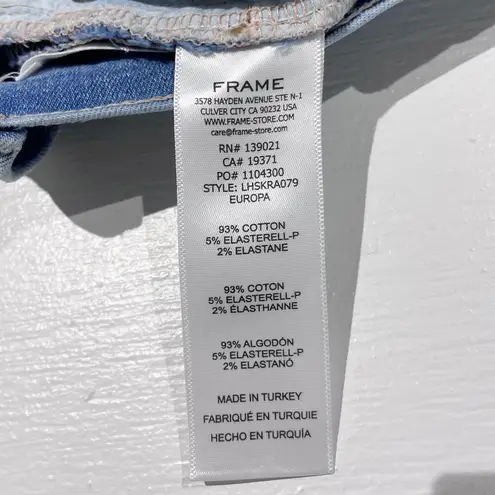 FRAME
3578 HAYDEN AVENUE STE N-1
CULVER CITY CA 90232 USA
WWW.FRAME-STORE.COM
care@frame-store.com
RN# 139021
CA# 19371
PO# 1104300
STYLE: LHSKRA079
EUROPA
93% COTTON
5% ELASTERELL-P
2% ELASTANE
93% COTON
5% ELASTERELL-P
2% ÉLASTHANNE
93% ALGODÓN
5% ELASTERELL-P
2% ELASTANÓ
MADE IN TURKEY
FABRIQUÉ EN TURQUIE
HECHO EN TURQUÍA